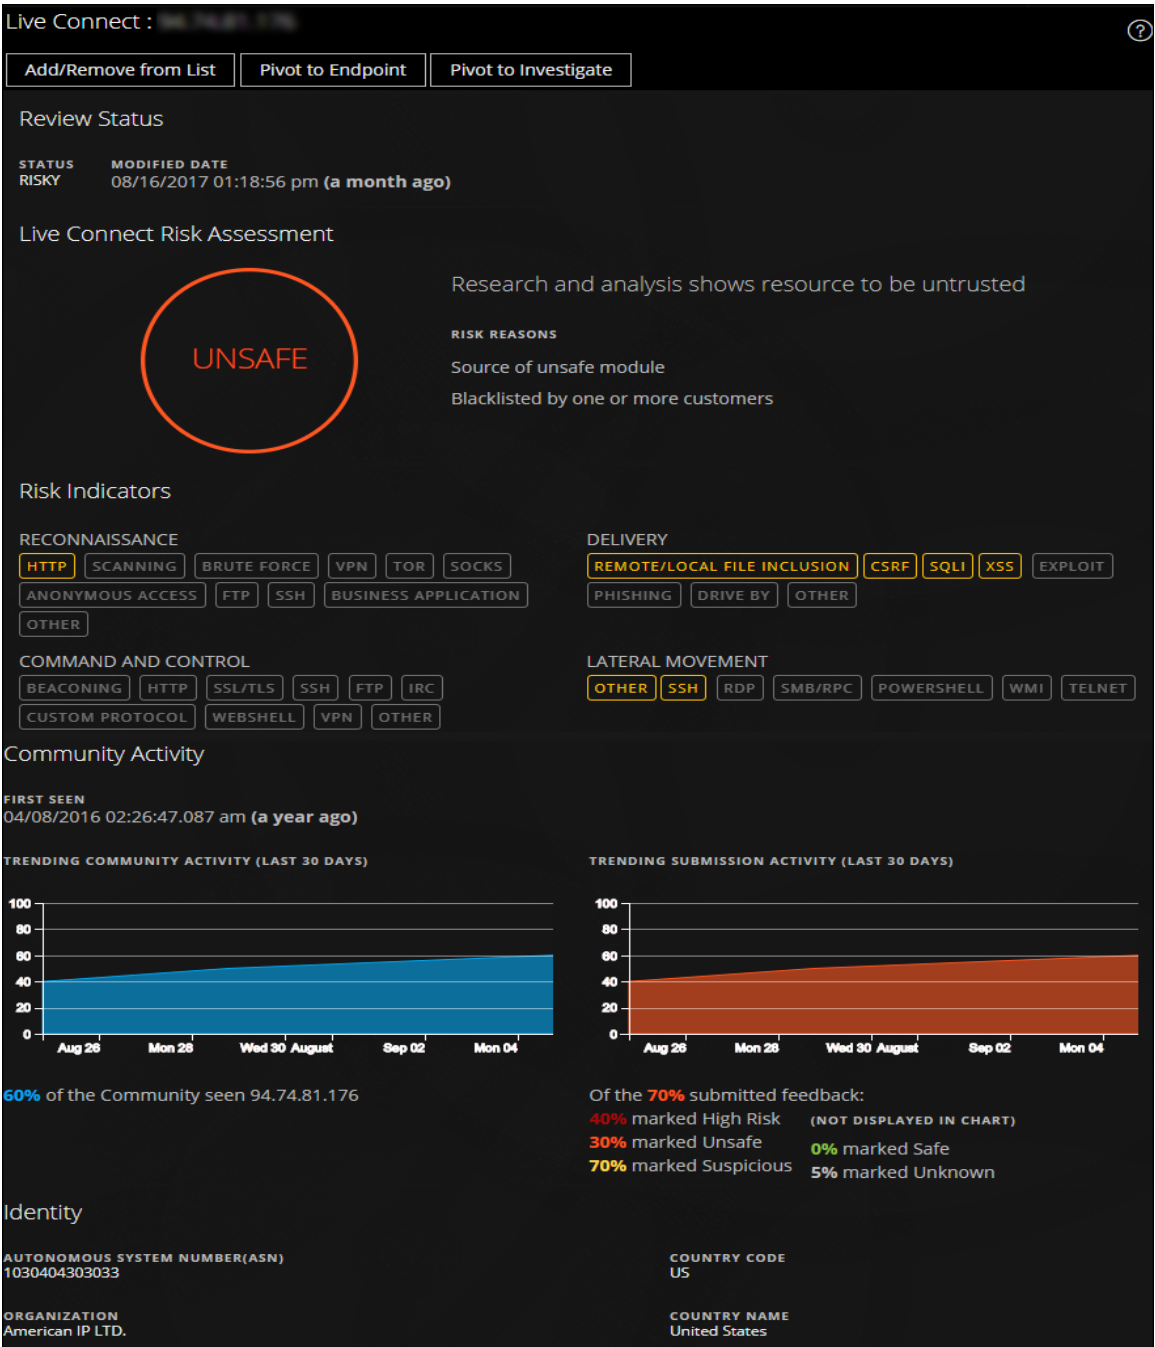 Live Connect :
Add/Remove from List Pivot to Endpoint Pivot to Investigate
Review Status
STATUS MODIFIED DATE
RISKY 08/16/2017 01:18:56 pm (a month ago)
Live Connect Risk Assessment
UNSAFE
Research and analysis shows resource to be untrusted
RISK REASONS
Source of unsafe module
Blacklisted by one or more customers
Risk Indicators
RECONNAISSANCE
HTTP SCANNING BRUTE FORCE VPN TOR SOCKS
ANONYMOUS ACCESS FTP SSH BUSINESS APPLICATION
OTHER
DELIVERY
REMOTE/LOCAL FILE INCLUSION CSRF SQLI XSS EXPLOIT
PHISHING DRIVE BY OTHER
COMMAND AND CONTROL
BEACONING HTTP SSL/TLS SSH FTP IRC
CUSTOM PROTOCOL WEBSHELL VPN OTHER
LATERAL MOVEMENT
OTHER SSH RDP SMB/RPC POWERSHELL WMI TELNET
Community Activity
FIRST SEEN
04/08/2016 02:26:47.087 am (a year ago)
TRENDING COMMUNITY ACTIVITY (LAST 30 DAYS)
100
80
60
40
20
0
Aug 26 Mon 28 Wed 30 August Sep 02 Mon 04
60% of the Community seen 94.74.81.176
TRENDING SUBMISSION ACTIVITY (LAST 30 DAYS)
100
80
60
40
20
0
Aug 26 Mon 28 Wed 30 August Sep 02 Mon 04
Of the 70% submitted feedback:
40% marked High Risk
30% marked Unsafe
70% marked Suspicious
(NOT DISPLAYED IN CHART)
0% marked Safe
5% marked Unknown
Identity
AUTONOMOUS SYSTEM NUMBER(ASN)
1030404303033
COUNTRY CODE
US
ORGANIZATION
American IP LTD.
COUNTRY NAME
United States